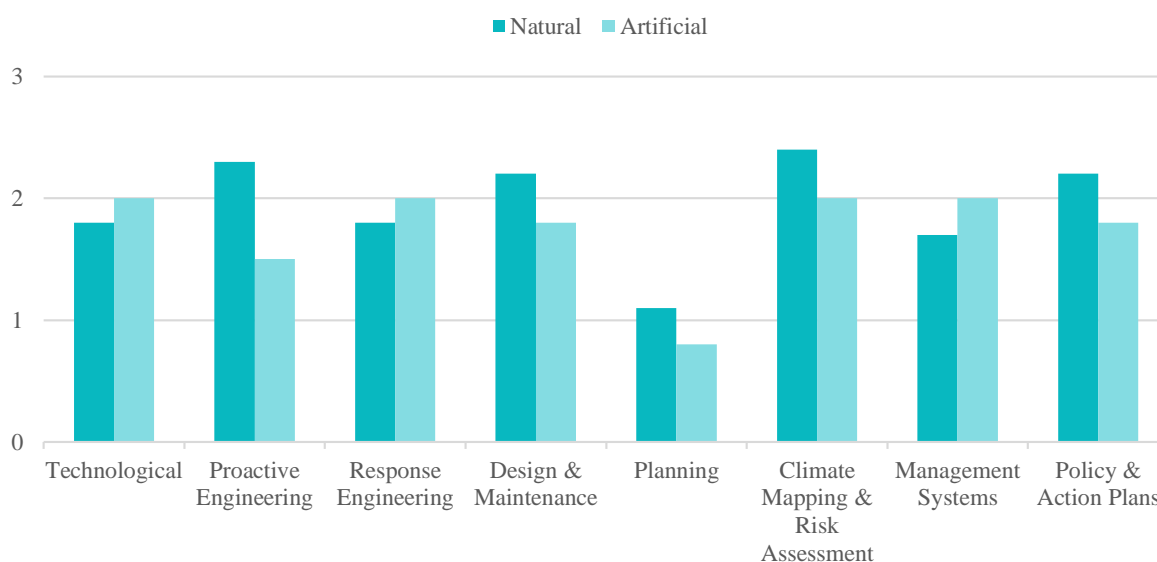 Natural Artificial
3
2
1
0
Technological
Proactive
Engineering
Response
Engineering
Design &
Maintenance
Planning
Climate
Mapping &
Risk
Assessment
Management
Systems
Policy &
Action Plans